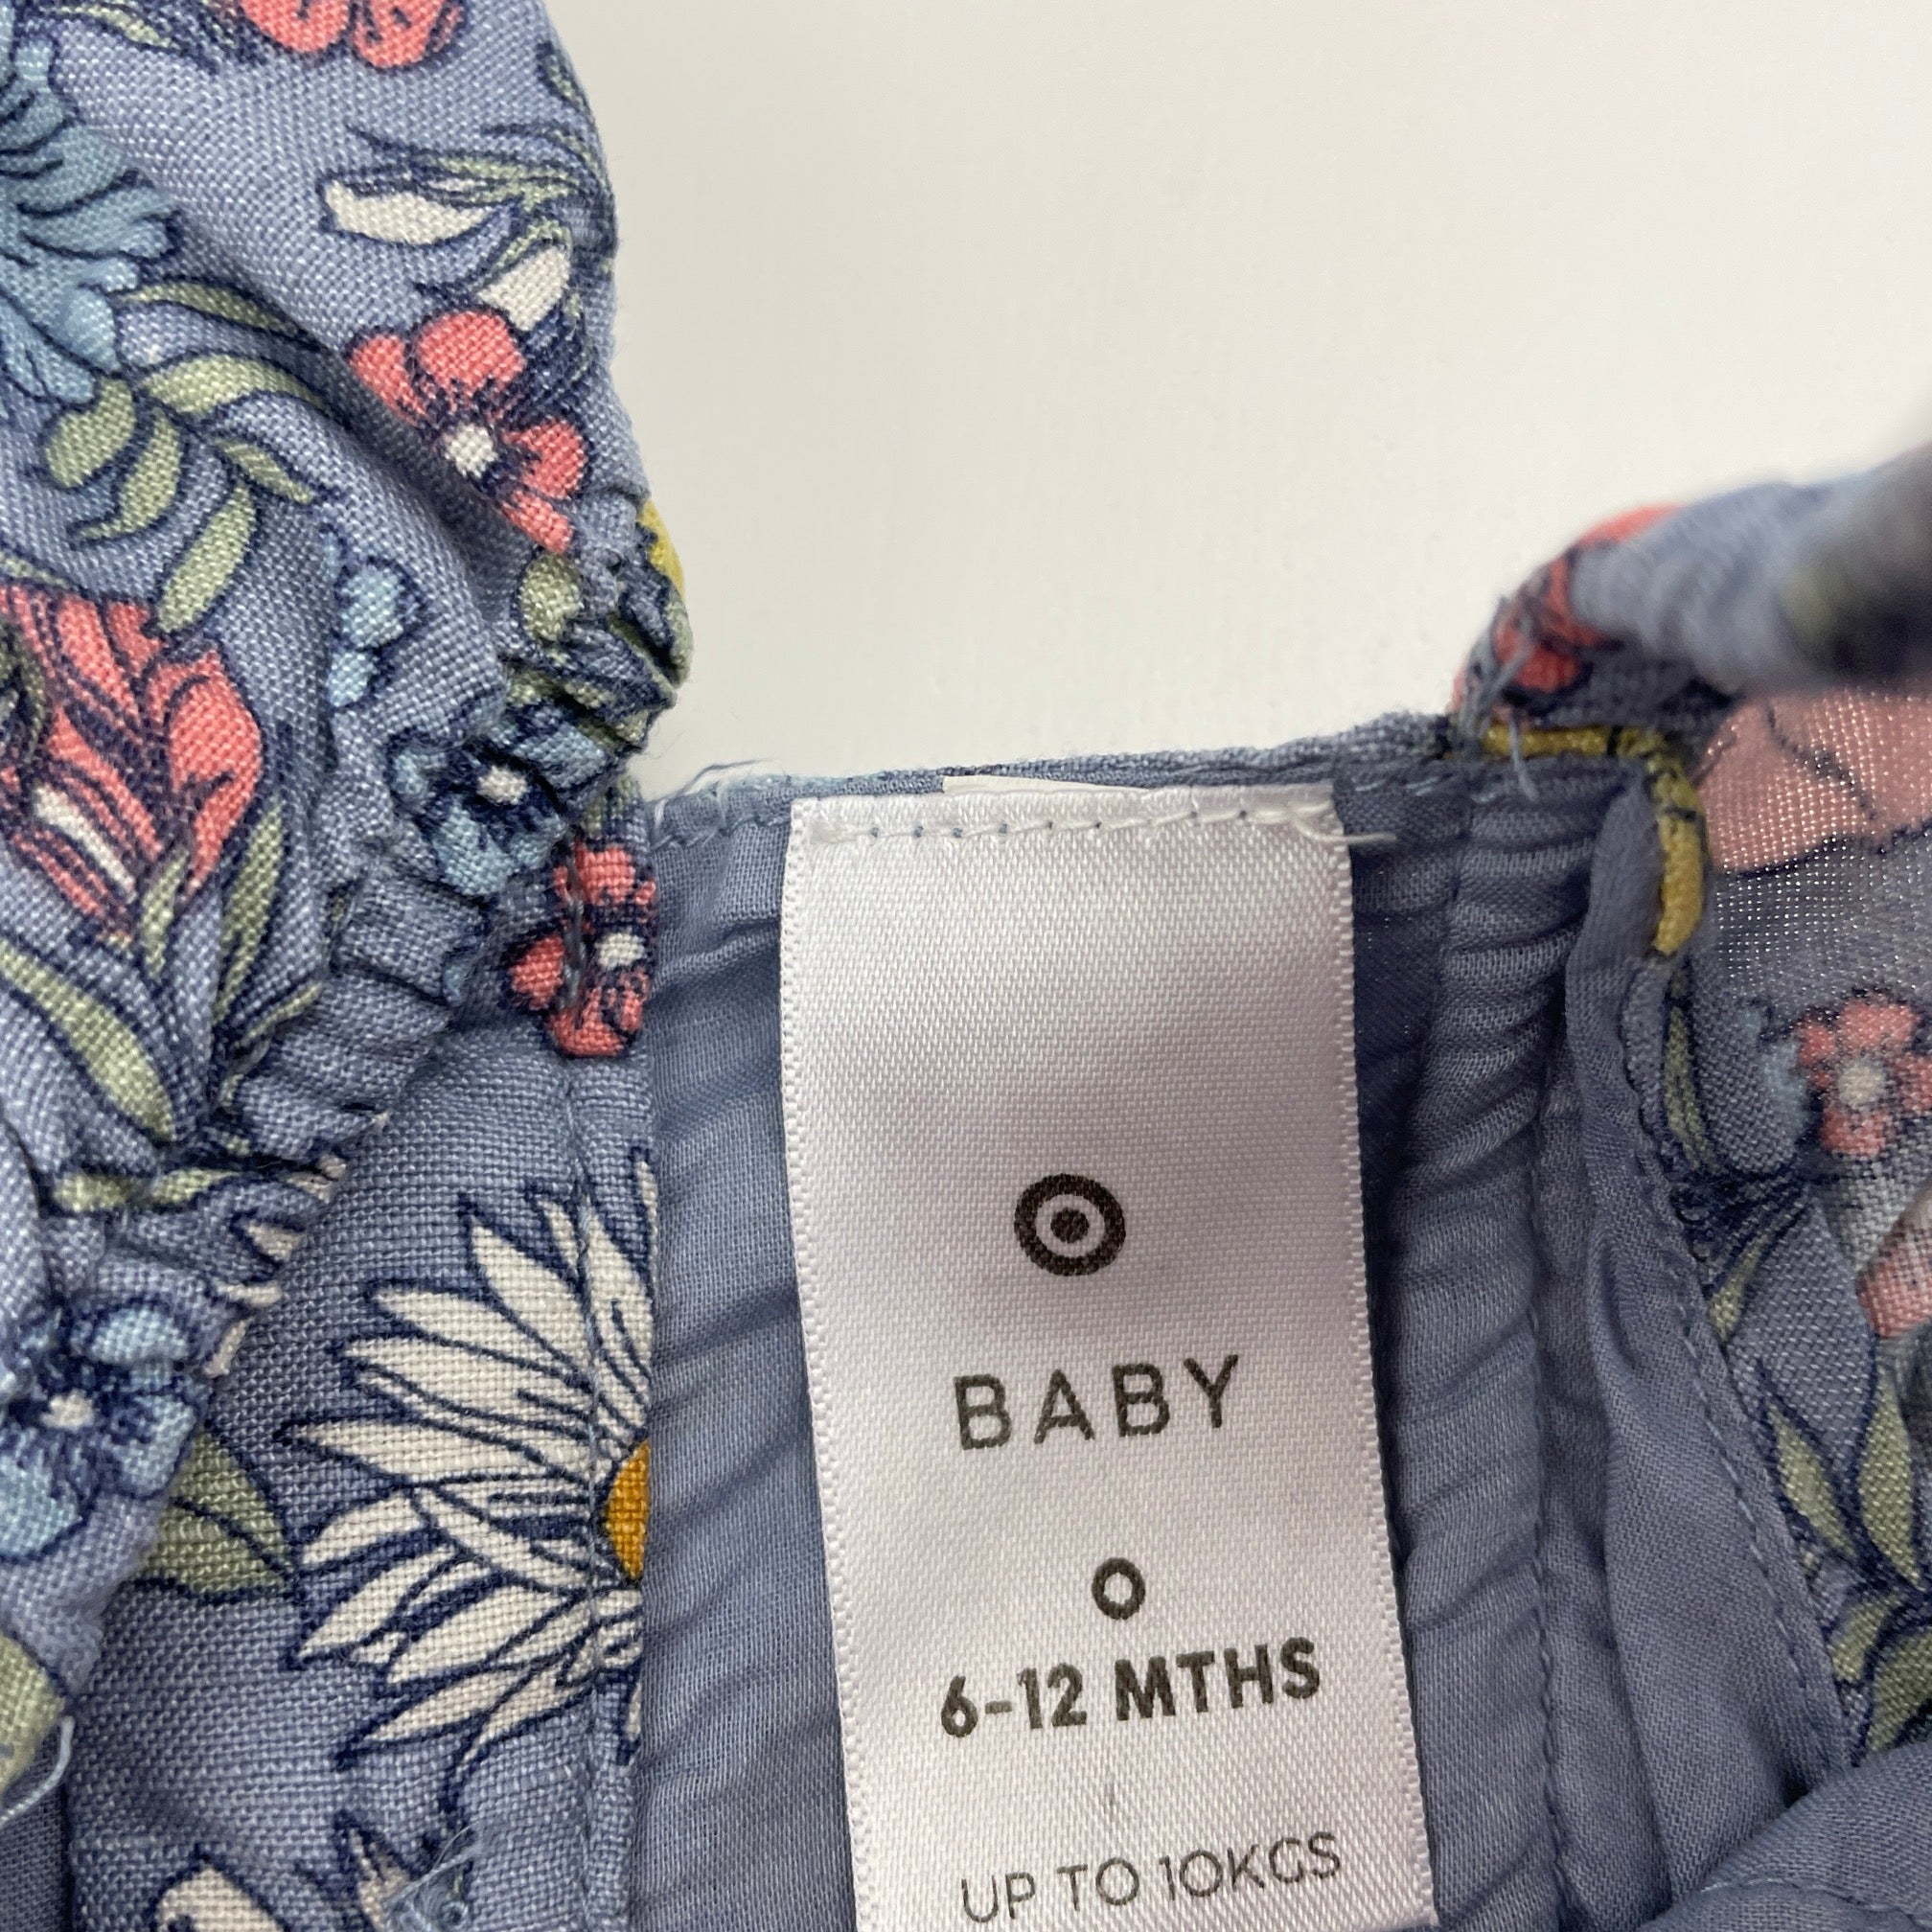 BABY
0
6-12 MTHS
UP TO 10KGS